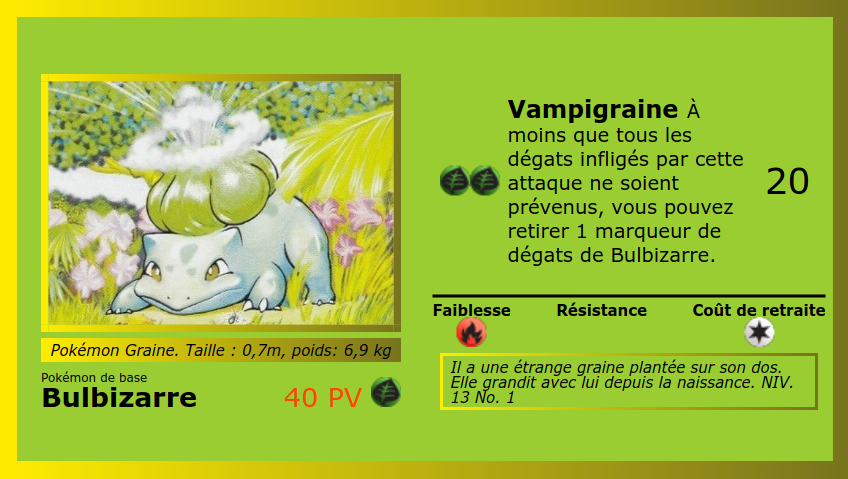 Pokémon Graine. Taille : 0,7m, poids: 6,9 kg
Pokémon de base
Bulbizarre
40 PV
Vampigraine À
moins que tous les
dégats infligés par cette
attaque ne soient
prévenus, vous pouvez
retirer 1 marqueur de
dégats de Bulbizarre.
20
Faiblesse Résistance Coût de retraite
Il a une étrange graine plantée sur son dos.
Elle grandit avec lui depuis la naissance. NIV.
13 No. 1